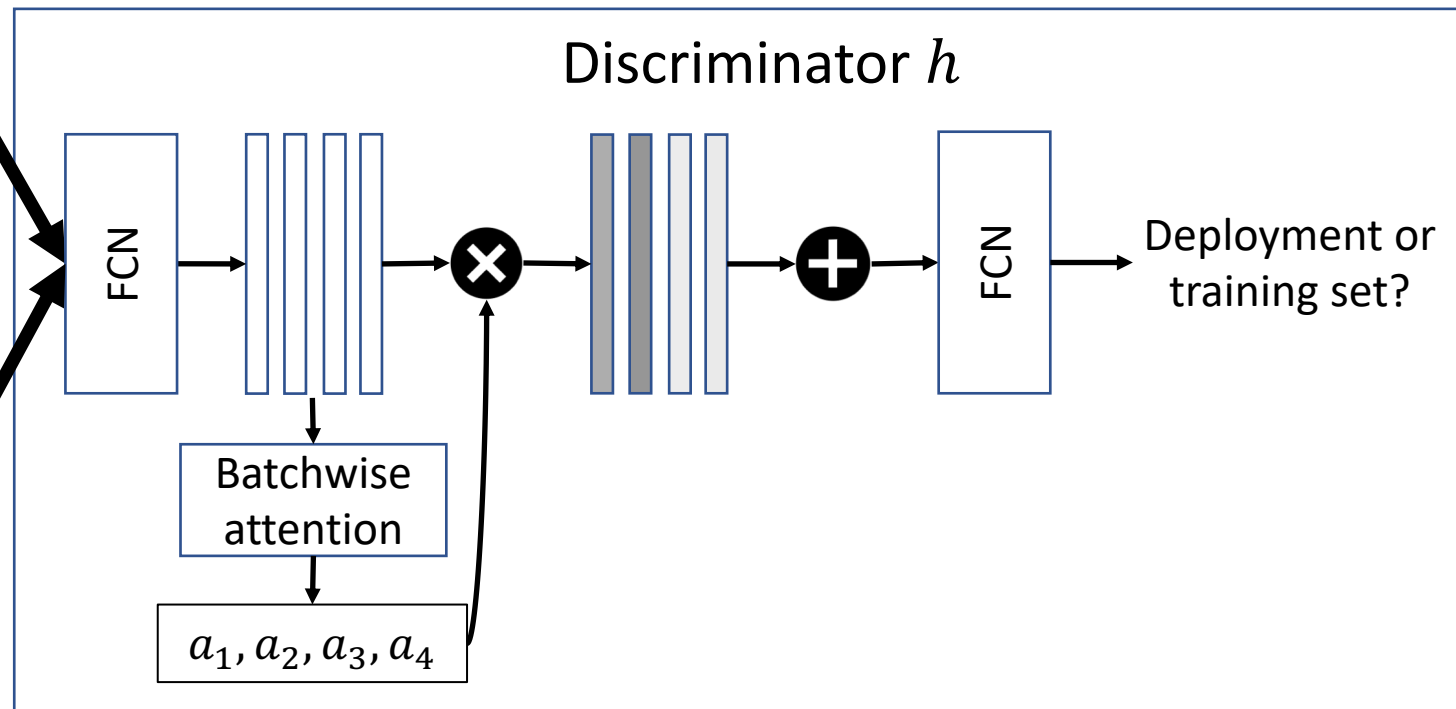 Discriminator ℎ
FCN
FCN
Deployment or
training set?
Batchwise
attention
𝑎₁, 𝑎₂, 𝑎₃, 𝑎₄